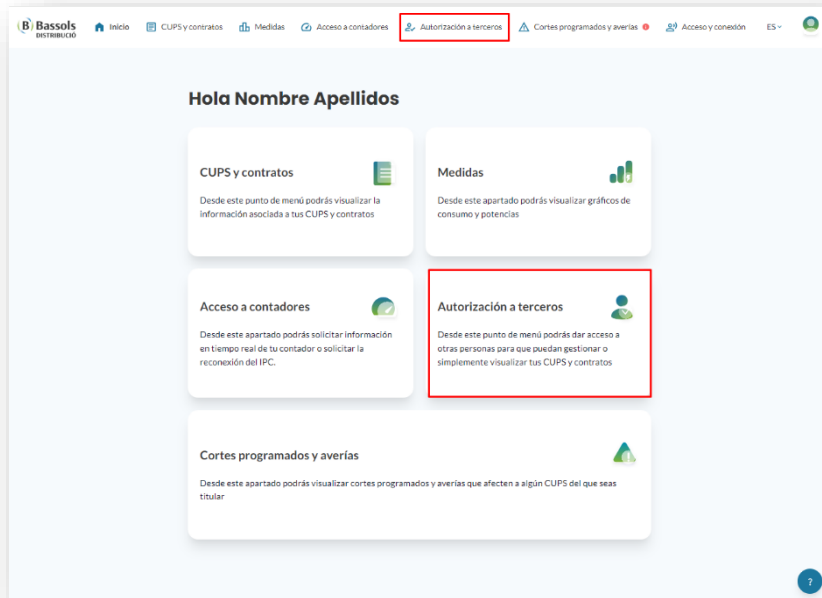 (B) Bassols
DISTRIBUCIÓ
Inicio
CUPS y contratos
Medidas
Acceso a contadores
Autorización a terceros
Cortes programados y averías
Acceso y conexión
ES
Hola Nombre Apellidos
CUPS y contratos
Desde este punto de menú podrás visualizar la
información asociada a tus CUPS y contratos
Medidas
Desde este apartado podrás visualizar gráficos de
consumo y potencias
Acceso a contadores
Desde este apartado podrás solicitar información
en tiempo real de tu contador o solicitar la
reconexión del IPC.
Autorización a terceros
Desde este punto de menú podrás dar acceso a
otras personas para que puedan gestionar o
simplemente visualizar tus CUPS y contratos
Cortes programados y averías
Desde este apartado podrás visualizar cortes programados y averías que afecten a algún CUPS del que seas
titular
?